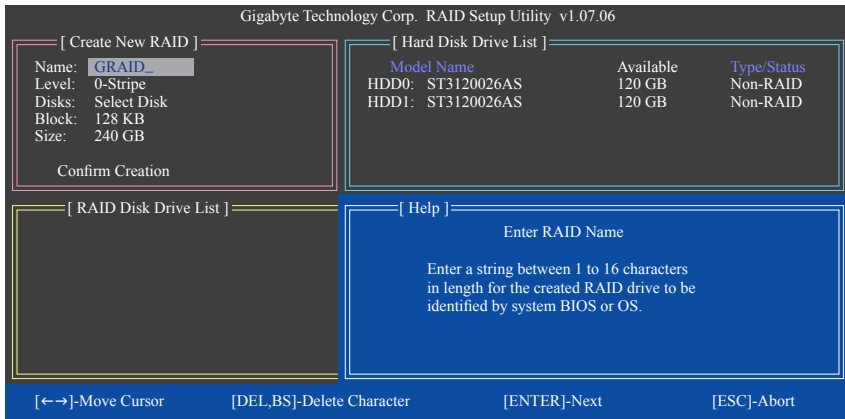 Gigabyte Technology Corp. RAID Setup Utility v1.07.06
[ Create New RAID ]
Name: GRAID_
Level: 0-Stripe
Disks: Select Disk
Block: 128 KB
Size: 240 GB
Confirm Creation
[ Hard Disk Drive List ]
Model Name Available Type/Status
HDD0: ST3120026AS 120 GB Non-RAID
HDD1: ST3120026AS 120 GB Non-RAID
[ RAID Disk Drive List ]
[ Help ]
Enter RAID Name
Enter a string between 1 to 16 characters
in length for the created RAID drive to be
identified by system BIOS or OS.
[←→]-Move Cursor [DEL,BS]-Delete Character [ENTER]-Next [ESC]-Abort